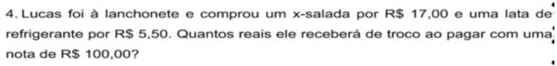 4. Lucas foi à lanchonete e comprou um x-salada por R$ 17,00 e uma lata de
refrigerante por R$ 5,50. Quantos reais ele receberá de troco ao pagar com uma
nota de R$ 100,00?